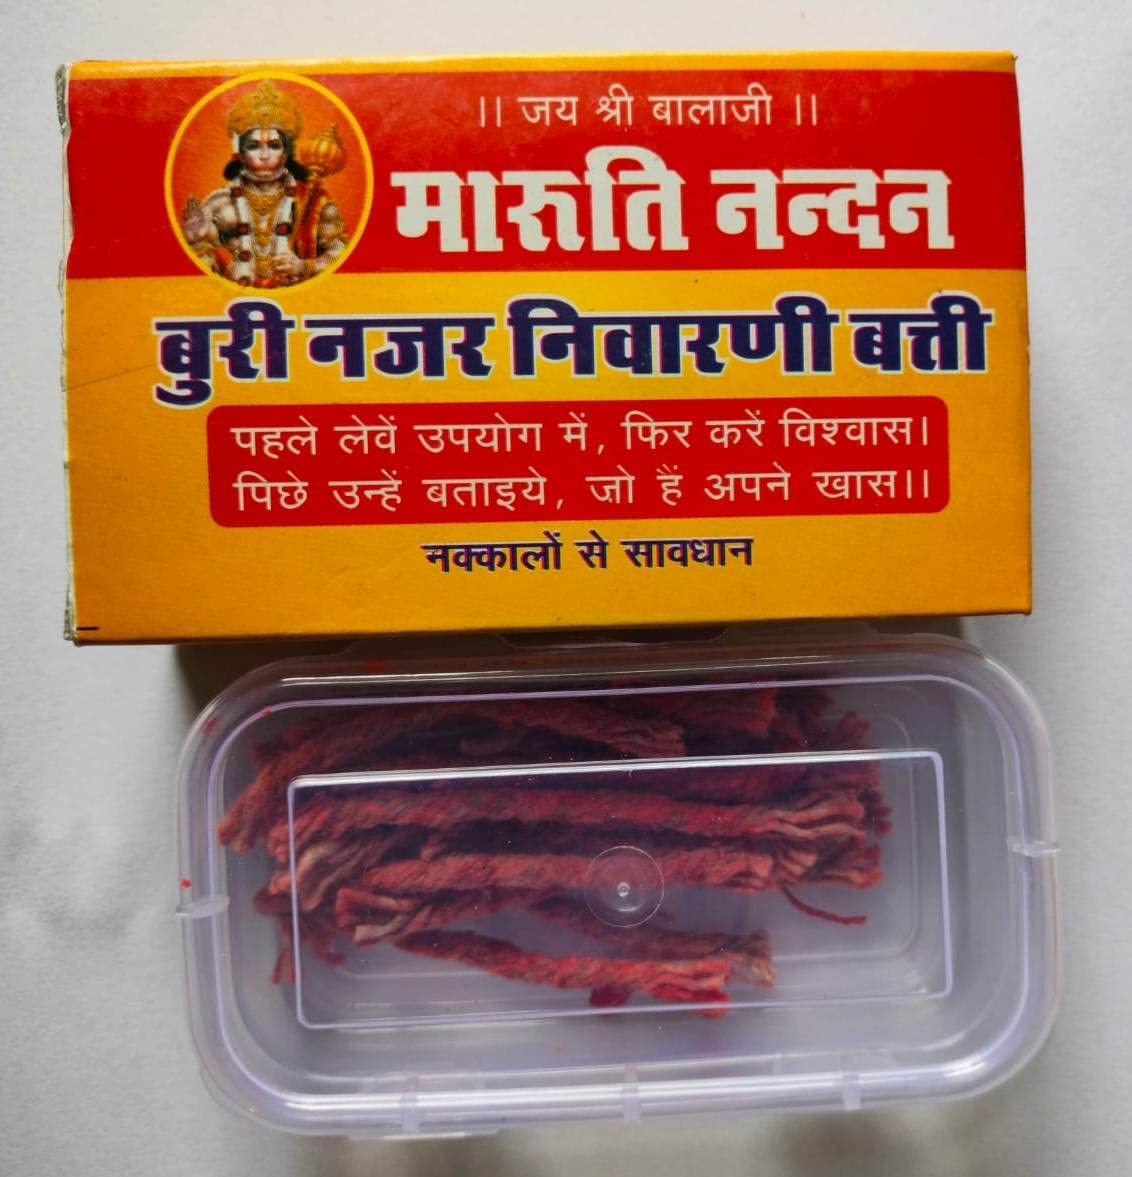 ।। जय श्री बालाजी ।।
मारुति नन्दन
बुरी नजर निवारणी बत्ती
पहले लेवें उपयोग में, फिर करें विश्वास।
पिछे उन्हें बताइये, जो हैं अपने खास।।
नक्कालों से सावधान